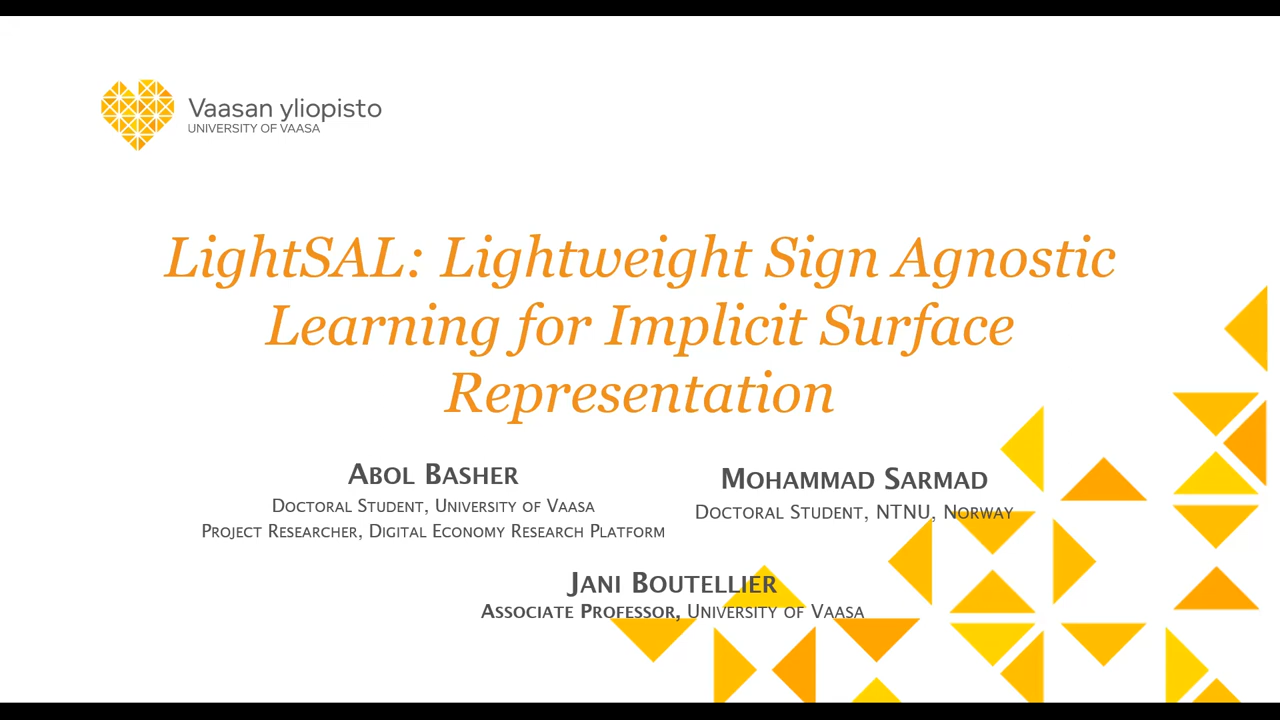 Vaasan yliopisto
UNIVERSITY OF VAASA
LightSAL: Lightweight Sign Agnostic
Learning for Implicit Surface
Representation
ABOL BASHER
DOCTORAL STUDENT, UNIVERSITY OF VAASA
PROJECT RESEARCHER, DIGITAL ECONOMY RESEARCH PLATFORM
MOHAMMAD SARMAD
DOCTORAL STUDENT, NTNU, NORWAY
JANI BOUTELLIER
ASSOCIATE PROFESSOR, UNIVERSITY OF VAASA